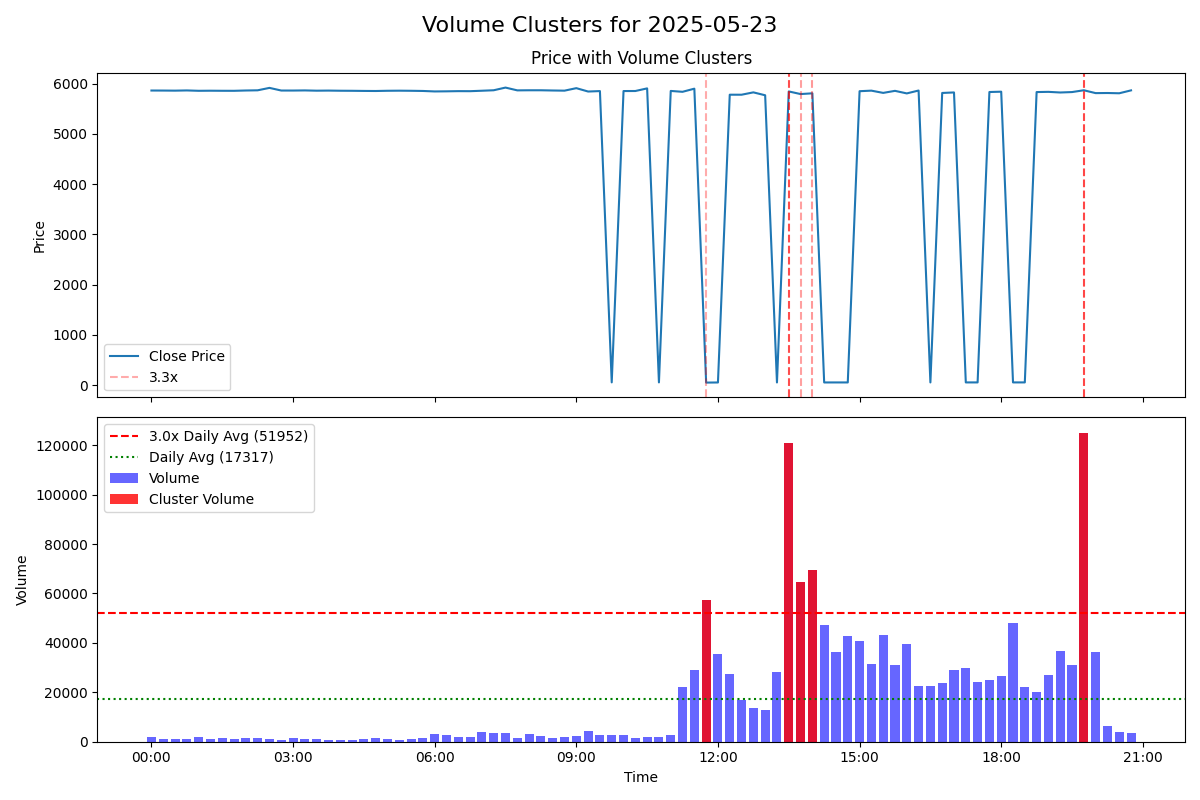 Volume Clusters for 2025-05-23
Price with Volume Clusters
Price
6000
5000
4000
3000
2000
1000
0
Close Price
3.3x
Volume
120000
100000
80000
60000
40000
20000
0
3.0x Daily Avg (51952)
Daily Avg (17317)
Volume
Cluster Volume
00:00 03:00 06:00 09:00 12:00 15:00 18:00 21:00
Time